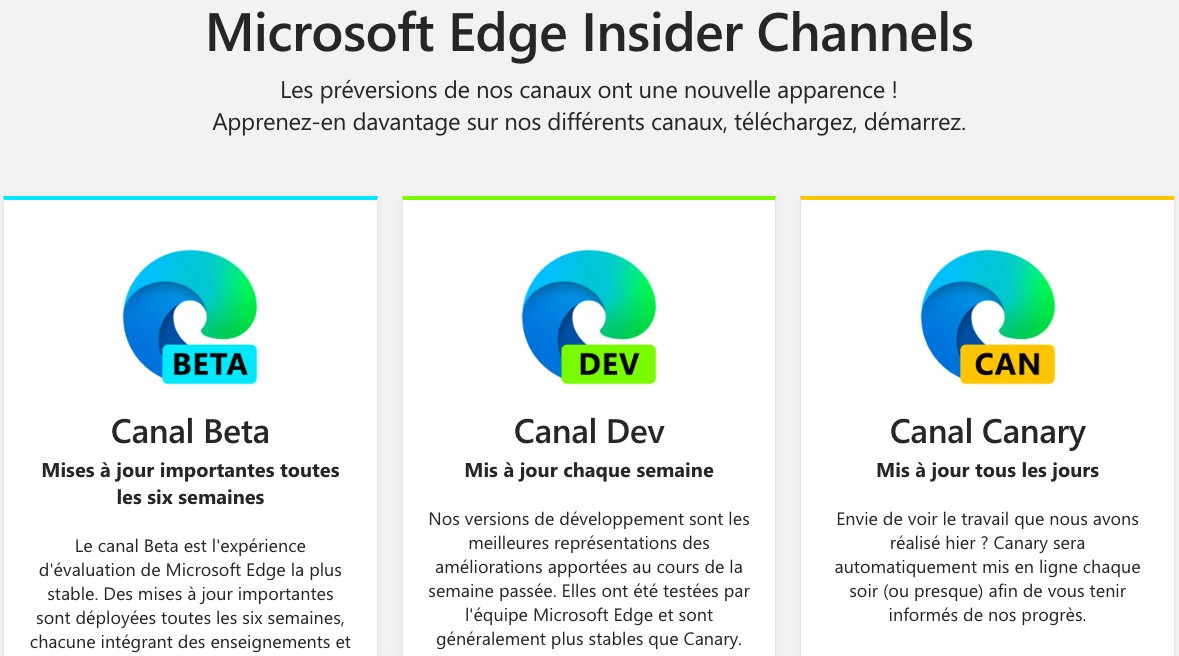 Microsoft Edge Insider Channels
Les préversions de nos canaux ont une nouvelle apparence !
Apprenez-en davantage sur nos différents canaux, téléchargez, démarrez.
BETA
Canal Beta
Mises à jour importantes toutes
les six semaines
Le canal Beta est l'expérience
d'évaluation de Microsoft Edge la plus
stable. Des mises à jour importantes
sont déployées toutes les six semaines,
chacune intégrant des enseignements et
DEV
Canal Dev
Mis à jour chaque semaine
Nos versions de développement sont les
meilleures représentations des
améliorations apportées au cours de la
semaine passée. Elles ont été testées par
l'équipe Microsoft Edge et sont
généralement plus stables que Canary.
CAN
Canal Canary
Mis à jour tous les jours
Envie de voir le travail que nous avons
réalisé hier ? Canary sera
automatiquement mis en ligne chaque
soir (ou presque) afin de vous tenir
informés de nos progrès.